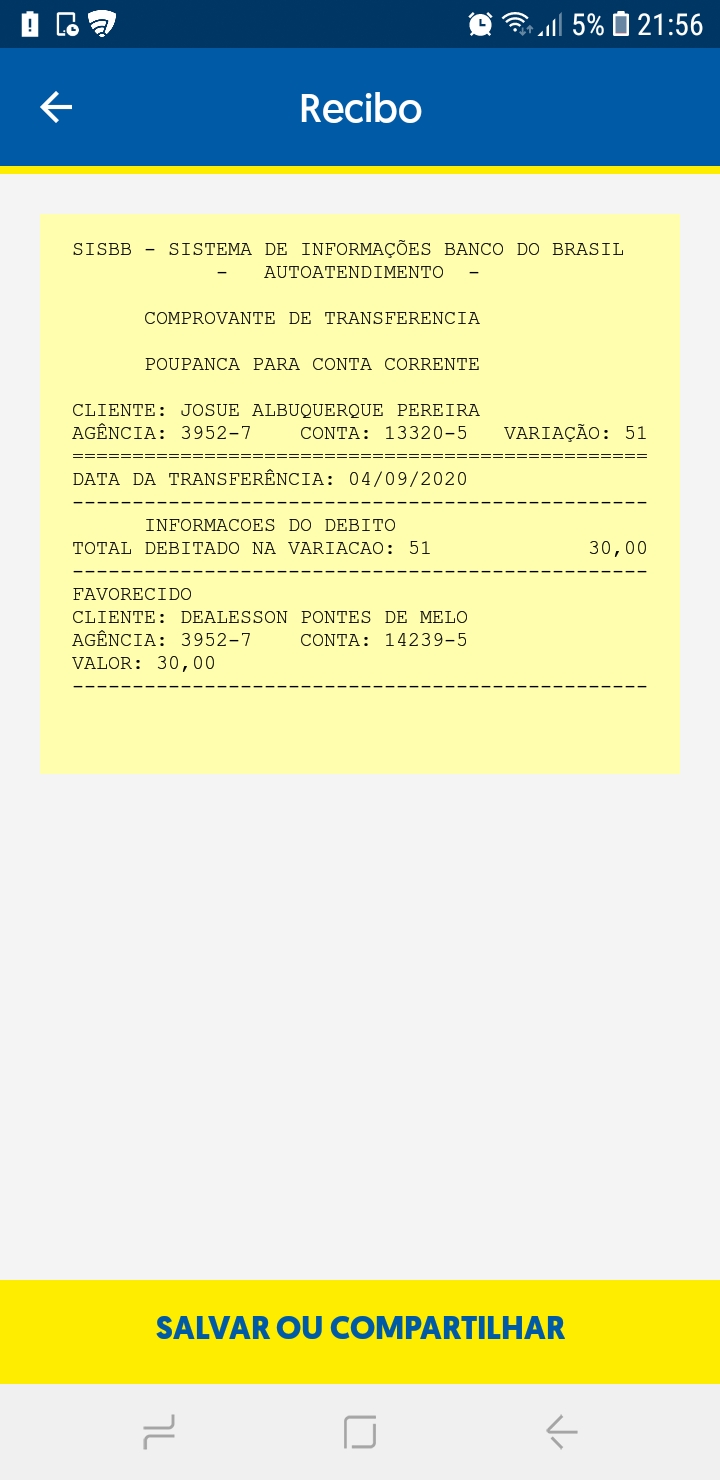 5% 21:56
Recibo
SISBB - SISTEMA DE INFORMAÇÕES BANCO DO BRASIL
- AUTOATENDIMENTO -
COMPROVANTE DE TRANSFERENCIA
POUPANCA PARA CONTA CORRENTE
CLIENTE: JOSUE ALBUQUERQUE PEREIRA
AGÊNCIA: 3952-7 CONTA: 13320-5 VARIAÇÃO: 51
================================================
DATA DA TRANSFERÊNCIA: 04/09/2020
------------------------------------------------
INFORMACOES DO DEBITO
TOTAL DEBITADO NA VARIACAO: 51 30,00
------------------------------------------------
FAVORECIDO
CLIENTE: DEALESSON PONTES DE MELO
AGÊNCIA: 3952-7 CONTA: 14239-5
VALOR: 30,00
------------------------------------------------
SALVAR OU COMPARTILHAR